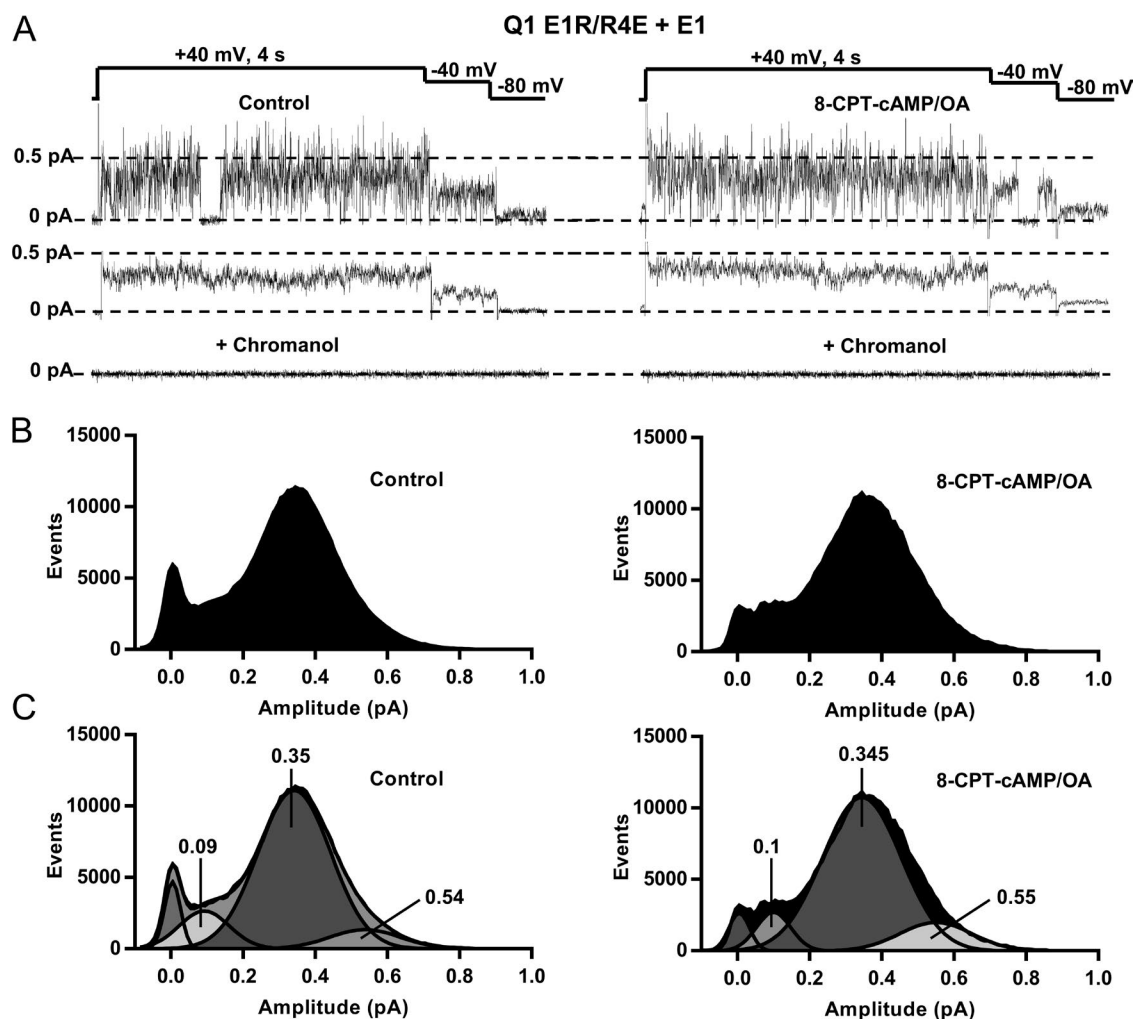 A
Q1 E1R/R4E + E1
+40 mV, 4 s
-40 mV
-80 mV
Control
0.5 pA
0 pA
0.5 pA
0 pA
+ Chromanol
0 pA
+40 mV, 4 s
-40 mV
-80 mV
8-CPT-cAMP/OA
+ Chromanol
B
15000
10000
5000
0
Events
Control
0.0 0.2 0.4 0.6 0.8 1.0
Amplitude (pA)
15000
10000
5000
0
Events
8-CPT-cAMP/OA
0.0 0.2 0.4 0.6 0.8 1.0
Amplitude (pA)
C
15000
10000
5000
0
Events
0.35
Control
0.09
0.54
0.0 0.2 0.4 0.6 0.8 1.0
Amplitude (pA)
15000
10000
5000
0
Events
0.345
8-CPT-cAMP/OA
0.1
0.55
0.0 0.2 0.4 0.6 0.8 1.0
Amplitude (pA)